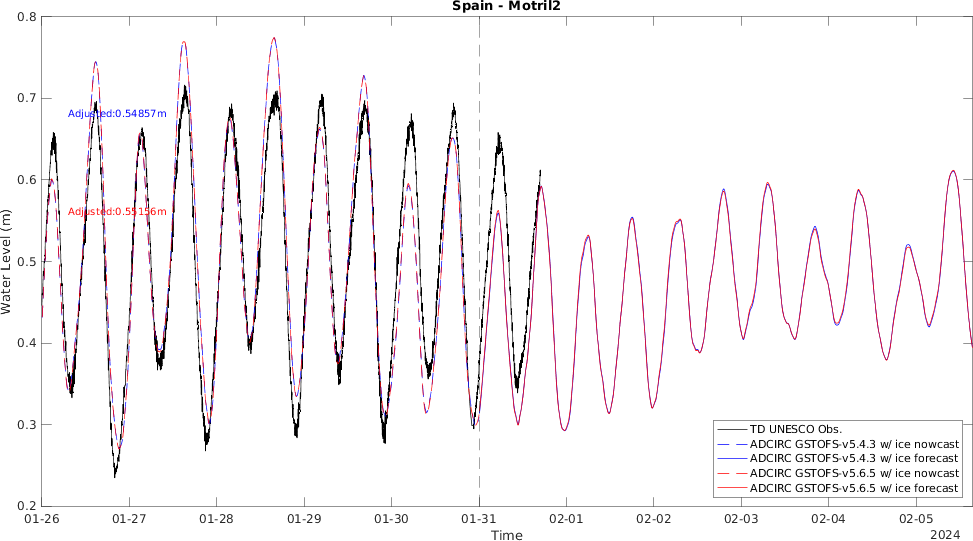 Spain - Motril2
0.8
0.7
0.6
0.5
0.4
0.3
0.2
Water Level (m)
Adjusted:0.54857m
Adjusted:0.55156m
TD UNESCO Obs.
ADCIRC GSTOFS-v5.4.3 w/ ice nowcast
ADCIRC GSTOFS-v5.4.3 w/ ice forecast
ADCIRC GSTOFS-v5.6.5 w/ ice nowcast
ADCIRC GSTOFS-v5.6.5 w/ ice forecast
01-26 01-27 01-28 01-29 01-30 01-31 02-01 02-02 02-03 02-04 02-05
Time
2024